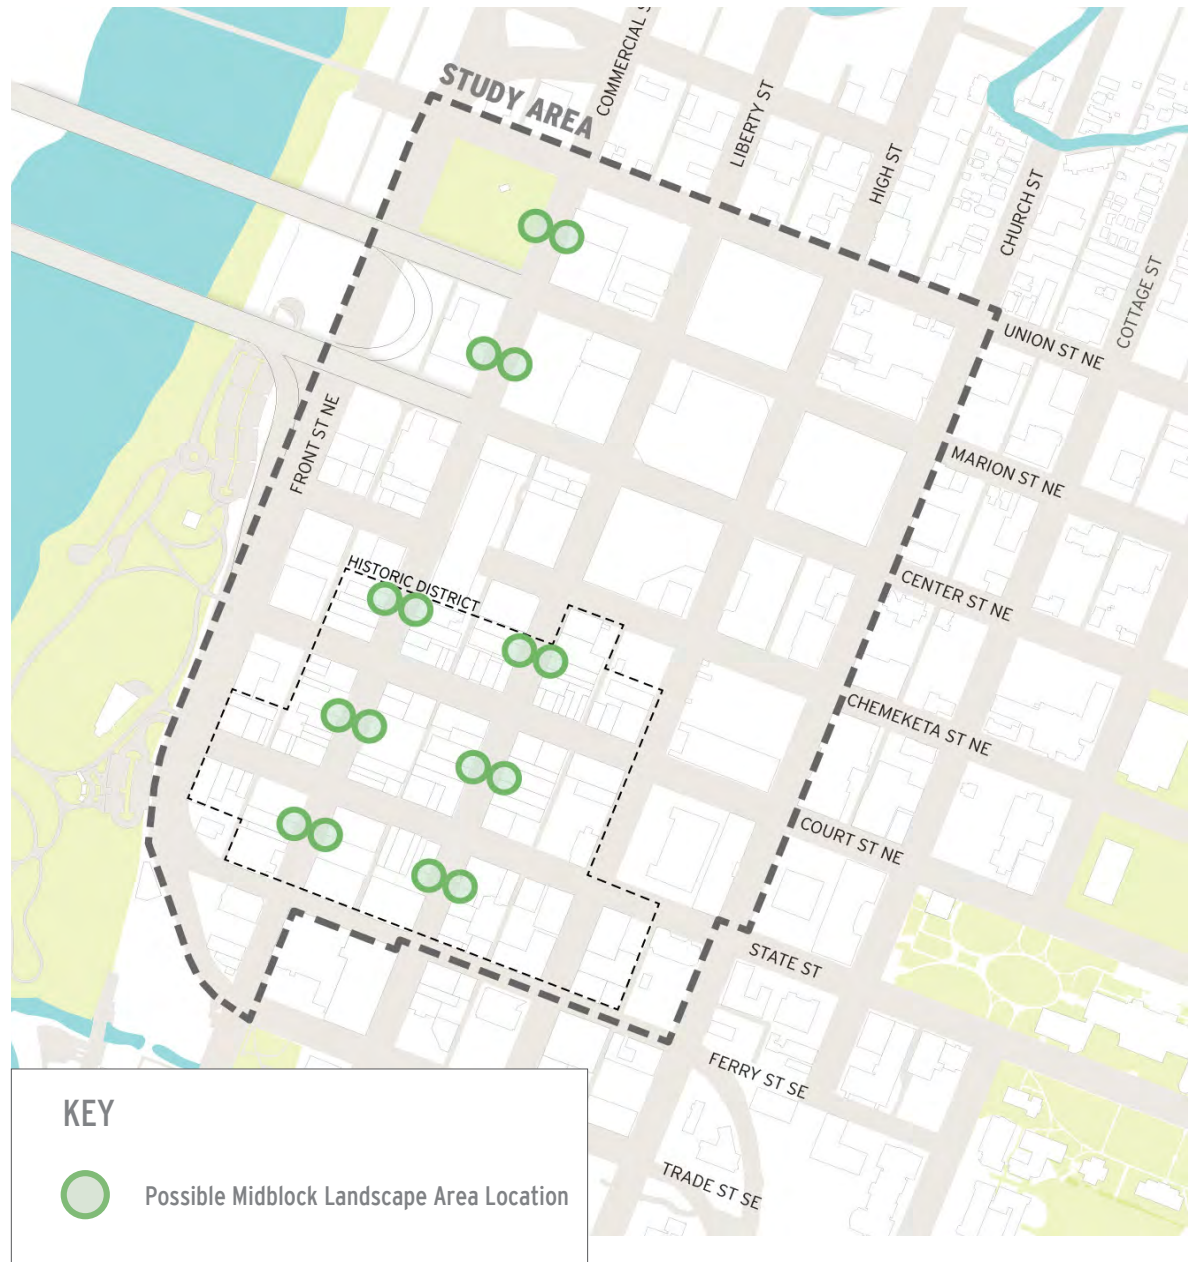 STUDY AREA
COMMERCIAL S
LIBERTY ST
HIGH ST
CHURCH ST
COTTAGE ST
UNION ST NE
MARION ST NE
FRONT ST NE
CENTER ST NE
HISTORIC DISTRICT
CHEMEKETA ST NE
COURT ST NE
STATE ST
FERRY ST SE
TRADE ST SE
KEY
Possible Midblock Landscape Area Location